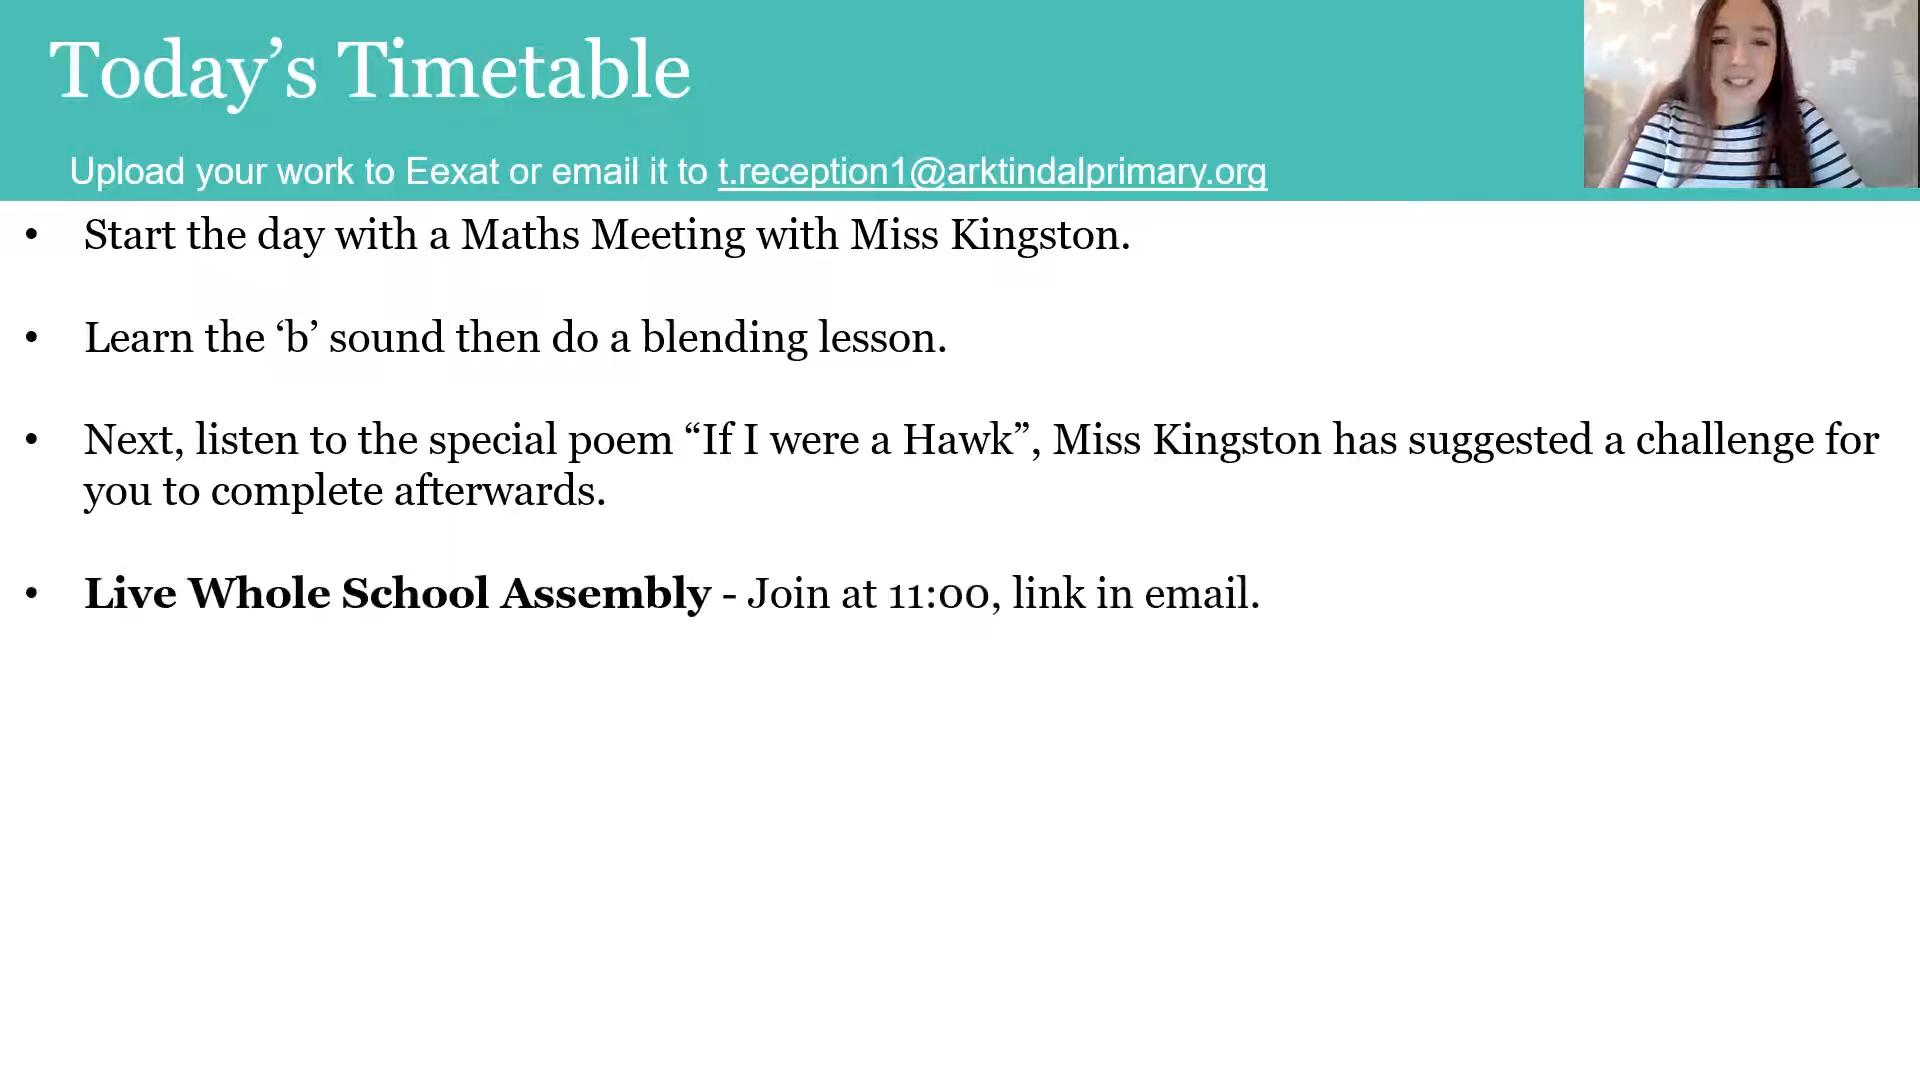 Today’s Timetable
Upload your work to Eexat or email it to t.reception1@arktindalprimary.org
• Start the day with a Maths Meeting with Miss Kingston.
• Learn the ‘b’ sound then do a blending lesson.
• Next, listen to the special poem “If I were a Hawk”, Miss Kingston has suggested a challenge for
you to complete afterwards.
• Live Whole School Assembly - Join at 11:00, link in email.